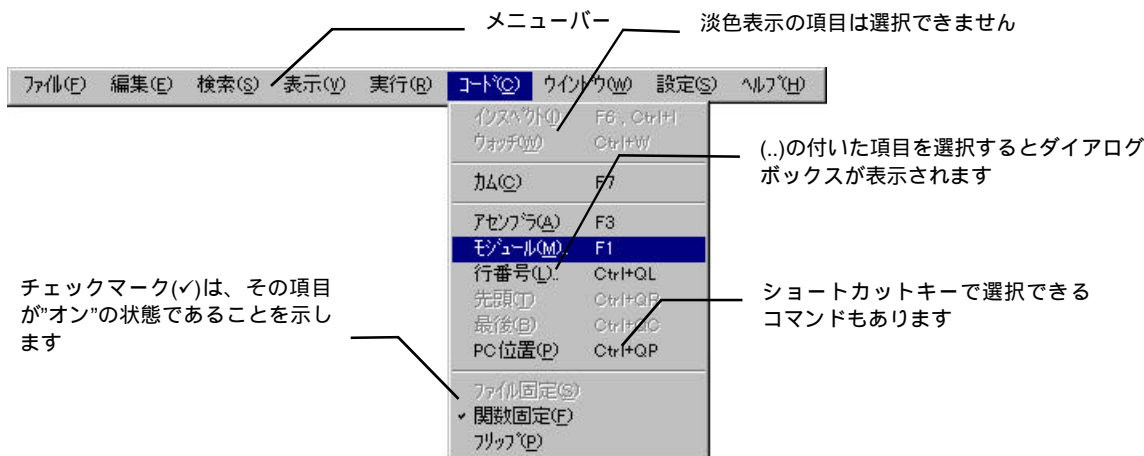 メニューバー
淡色表示の項目は選択できません
ﾌｧｲﾙ(F) 編集(E) 検索(S) 表示(V) 実行(R) ｺｰﾄﾞ(C) ｳｲﾝﾄﾞｳ(W) 設定(S) ﾍﾙﾌﾟ(H)
ｲﾝｽﾍﾟｸﾄ(I).. F6 , Ctrl+I
ｳｫｯﾁ(W) Ctrl+W
(..)の付いた項目を選択するとダイアログ
ボックスが表示されます
ｶﾑ(C) F7
ｱｾﾝﾌﾞﾗ(A) F3
ﾓｼﾞｭｰﾙ(M).. F1
行番号(L).. Ctrl+QL
先頭(T) Ctrl+QR
最後(B) Ctrl+QC
PC位置(P) Ctrl+QP
チェックマーク(✓)は、その項目
が”オン”の状態であることを示し
ます
ショートカットキーで選択できる
コマンドもあります
ﾌｧｲﾙ固定(S)
✓ 関数固定(F)
ﾌﾘｯﾌﾟ(P)